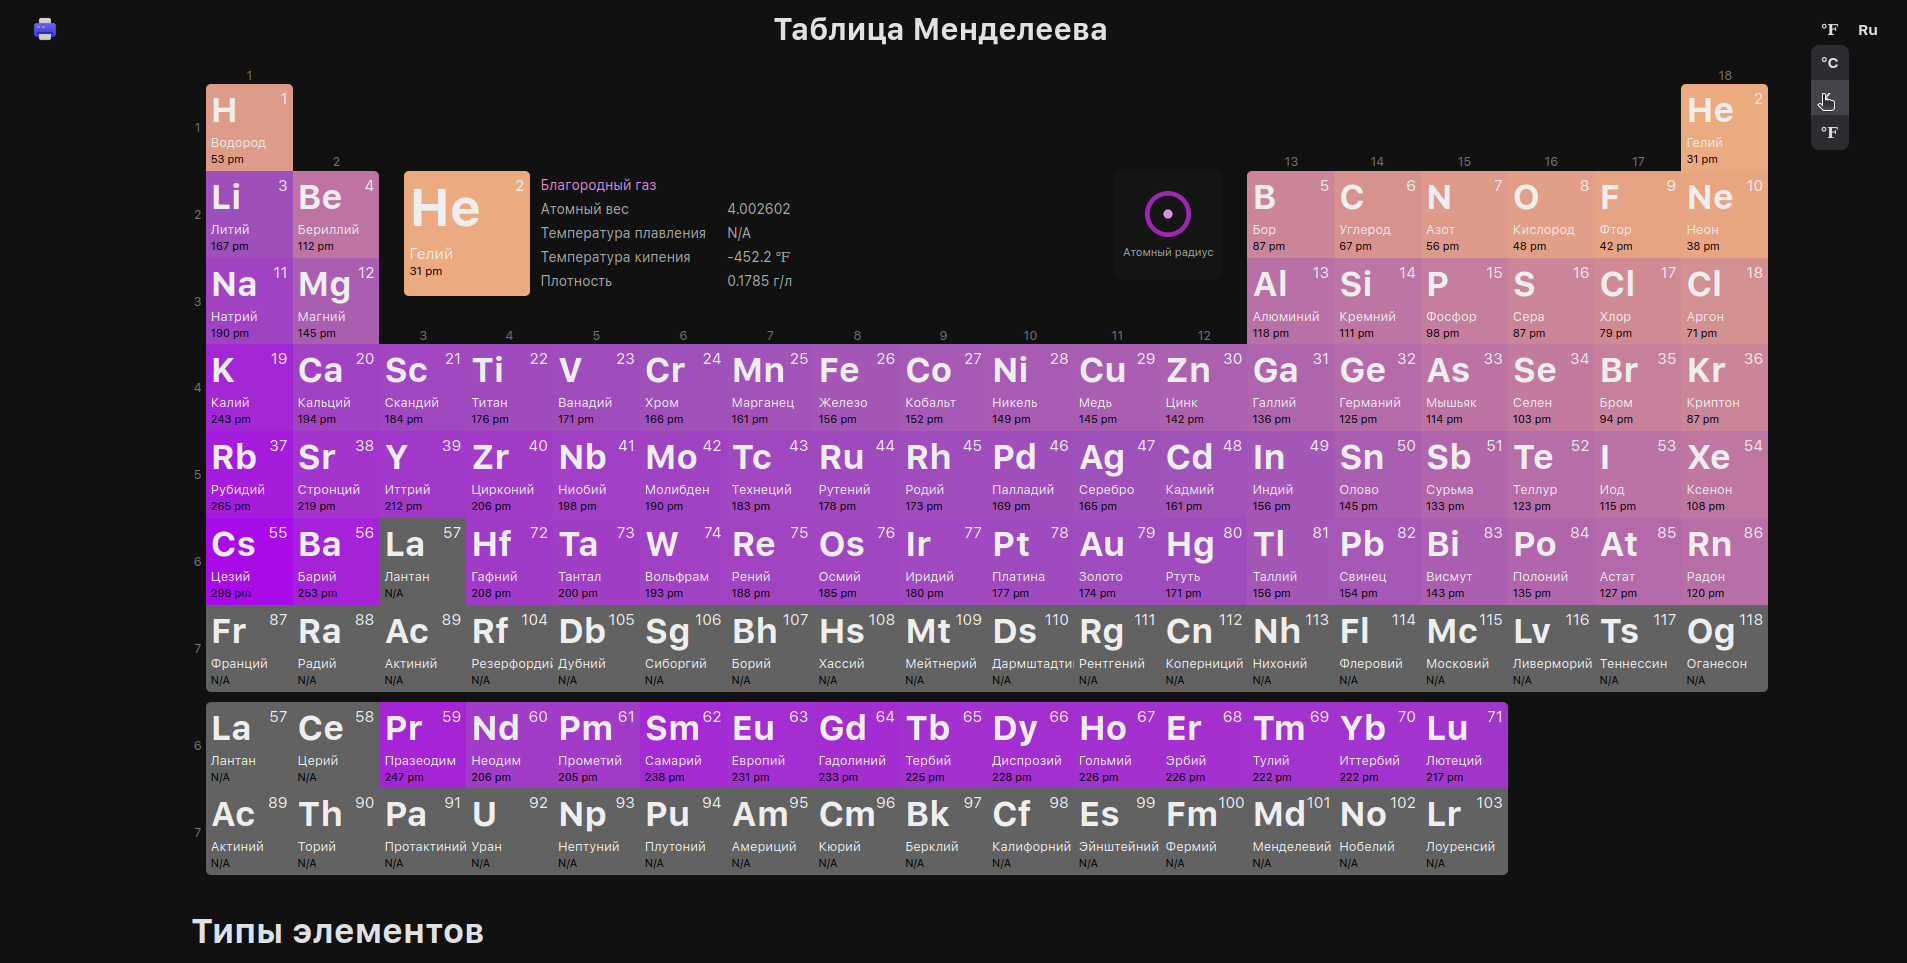 Таблица Менделеева
°F Ru
°C
°F
1 18
1 H 1 He 2
Водород Гелий
53 pm 2 13 14 15 16 17 31 pm
2 Li 3 Be 4 B 5 C 6 N 7 O 8 F 9 Ne 10
Литий Бериллий Бор Углерод Азот Кислород Фтор Неон
167 pm 112 pm 87 pm 67 pm 56 pm 48 pm 42 pm 38 pm
He 2
Гелий
31 pm
Благородный газ
Атомный вес 4.002602
Температура плавления N/A
Температура кипения -452.2 °F
Плотность 0.1785 г/л
Атомный радиус
3 Na 11 Mg 12 Al 13 Si 14 P 15 S 16 Cl 17 Cl 18
Натрий Магний Алюминий Кремний Фосфор Сера Хлор Аргон
190 pm 145 pm 118 pm 111 pm 98 pm 87 pm 79 pm 71 pm
3 4 5 6 7 8 9 10 11 12
4 K 19 Ca 20 Sc 21 Ti 22 V 23 Cr 24 Mn 25 Fe 26 Co 27 Ni 28 Cu 29 Zn 30 Ga 31 Ge 32 As 33 Se 34 Br 35 Kr 36
Калий Кальций Скандий Титан Ванадий Хром Марганец Железо Кобальт Никель Медь Цинк Галлий Германий Мышьяк Селен Бром Криптон
243 pm 194 pm 184 pm 176 pm 171 pm 166 pm 161 pm 156 pm 152 pm 149 pm 145 pm 142 pm 136 pm 125 pm 114 pm 103 pm 94 pm 87 pm
5 Rb 37 Sr 38 Y 39 Zr 40 Nb 41 Mo 42 Tc 43 Ru 44 Rh 45 Pd 46 Ag 47 Cd 48 In 49 Sn 50 Sb 51 Te 52 I 53 Xe 54
Рубидий Стронций Иттрий Цирконий Ниобий Молибден Технеций Рутений Родий Палладий Серебро Кадмий Индий Олово Сурьма Теллур Иод Ксенон
265 pm 219 pm 212 pm 206 pm 198 pm 190 pm 183 pm 178 pm 173 pm 169 pm 165 pm 161 pm 156 pm 145 pm 133 pm 123 pm 115 pm 108 pm
6 Cs 55 Ba 56 La 57 Hf 72 Ta 73 W 74 Re 75 Os 76 Ir 77 Pt 78 Au 79 Hg 80 Tl 81 Pb 82 Bi 83 Po 84 At 85 Rn 86
Цезий Барий Лантан Гафний Тантал Вольфрам Рений Осмий Иридий Платина Золото Ртуть Таллий Свинец Висмут Полоний Астат Радон
298 pm 253 pm N/A 208 pm 200 pm 193 pm 188 pm 185 pm 180 pm 177 pm 174 pm 171 pm 156 pm 154 pm 143 pm 135 pm 127 pm 120 pm
7 Fr 87 Ra 88 Ac 89 Rf 104 Db 105 Sg 106 Bh 107 Hs 108 Mt 109 Ds 110 Rg 111 Cn 112 Nh 113 Fl 114 Mc 115 Lv 116 Ts 117 Og 118
Франций Радий Актиний Резерфордий Дубний Сиборгий Борий Хассий Мейтнерий Дармштадти Рентгений Коперниций Нихоний Флеровий Московий Ливерморий Теннессин Оганесон
N/A N/A N/A N/A N/A N/A N/A N/A N/A N/A N/A N/A N/A N/A N/A N/A N/A N/A
6 La 57 Ce 58 Pr 59 Nd 60 Pm 61 Sm 62 Eu 63 Gd 64 Tb 65 Dy 66 Ho 67 Er 68 Tm 69 Yb 70 Lu 71
Лантан Церий Празеодим Неодим Прометий Самарий Европий Гадолиний Тербий Диспрозий Гольмий Эрбий Тулий Иттербий Лютеций
N/A N/A 247 pm 206 pm 205 pm 238 pm 231 pm 233 pm 225 pm 228 pm 226 pm 226 pm 222 pm 222 pm 217 pm
7 Ac 89 Th 90 Pa 91 U 92 Np 93 Pu 94 Am 95 Cm 96 Bk 97 Cf 98 Es 99 Fm 100 Md 101 No 102 Lr 103
Актиний Торий Протактиний Уран Нептуний Плутоний Америций Кюрий Берклий Калифорний Эйнштейний Фермий Менделевий Нобелий Лоуренсий
N/A N/A N/A N/A N/A N/A N/A N/A N/A N/A N/A N/A N/A N/A N/A
Типы элементов